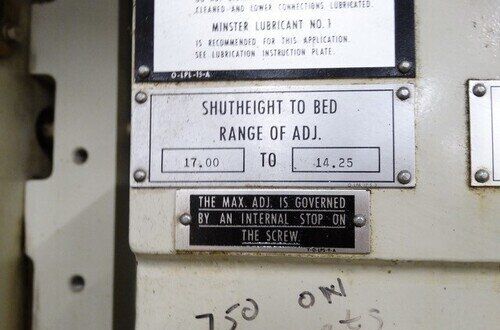 CLEANED AND LOWER CONNECTIONS LUBRICATED.
MINSTER LUBRICANT NO. 1
IS RECOMMENDED FOR THIS APPLICATION.
SEE LUBRICATION INSTRUCTION PLATE.
O-LPL-15-A
SHUTHEIGHT TO BED
RANGE OF ADJ.
17.00 TO 14.25
THE MAX. ADJ. IS GOVERNED
BY AN INTERNAL STOP ON
THE SCREW
750 ON